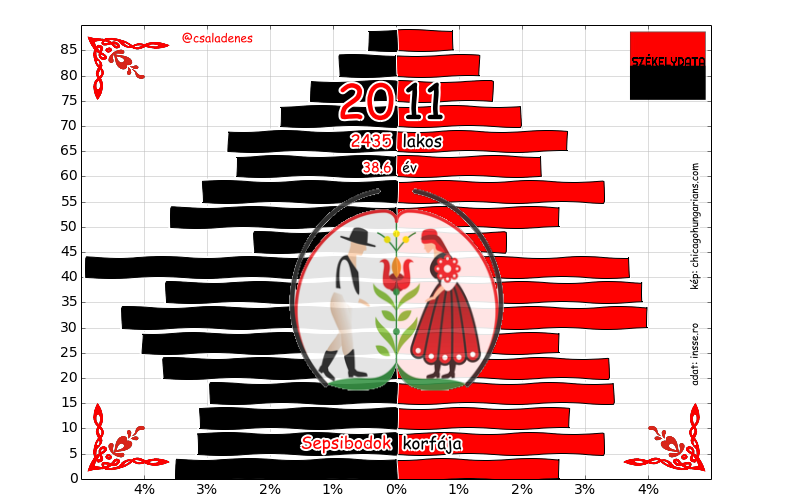 @csaladenes
SZÉKELYDATA
2011
2435 lakos
38.6 év
kép: chicagohungarians.com
adat: insse.ro
Sepsibodok korfája
85
80
75
70
65
60
55
50
45
40
35
30
25
20
15
10
5
0
4% 3% 2% 1% 0% 1% 2% 3% 4%